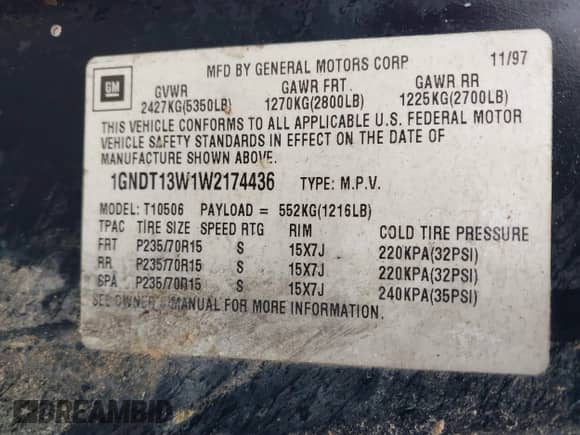 MFD BY GENERAL MOTORS CORP 11/97
GM
GVWR GAWR FRT. GAWR RR
2427KG(5350LB) 1270KG(2800LB) 1225KG(2700LB)
THIS VEHICLE CONFORMS TO ALL APPLICABLE U.S. FEDERAL MOTOR
VEHICLE SAFETY STANDARDS IN EFFECT ON THE DATE OF
MANUFACTURE SHOWN ABOVE.
1GNDT13W1W2174436 TYPE: M.P.V.
MODEL: T10506 PAYLOAD = 552KG(1216LB)
TPAC TIRE SIZE SPEED RTG RIM COLD TIRE PRESSURE
FRT P235/70R15 S 15X7J 220KPA(32PSI)
RR P235/70R15 S 15X7J 220KPA(32PSI)
SPA P235/70R15 S 15X7J 240KPA(35PSI)
SEE OWNER MANUAL FOR MORE INFORMATION.
DREAMBID